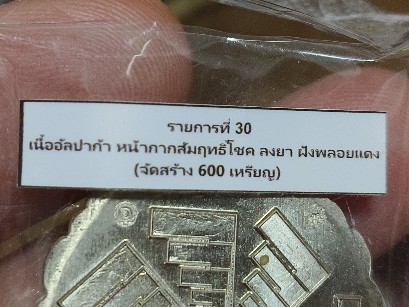 รายการที่ 30
เนื้ออัลปาก้า หน้ากากสัมฤทธิ์โชค ลงยา ฝังพลอยแดง
(จัดสร้าง 600 เหรียญ)